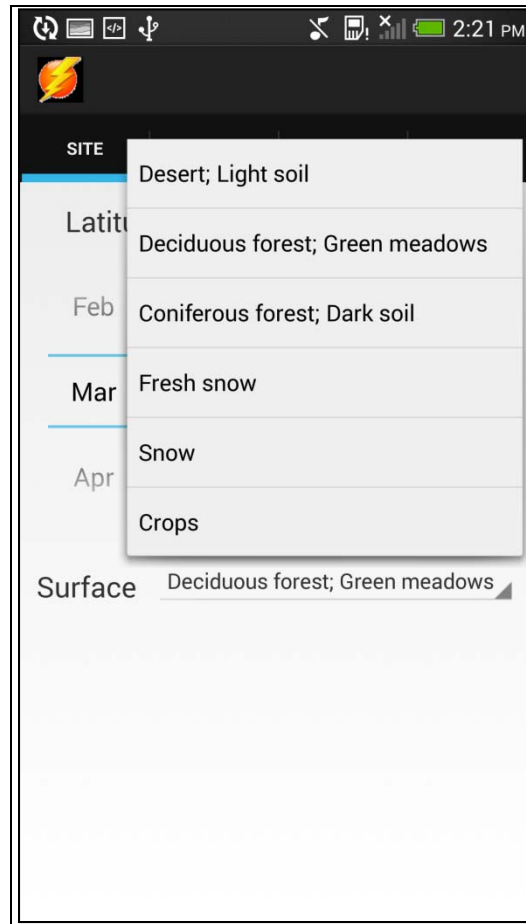 2:21 PM
SITE
Desert; Light soil
Latitu
Deciduous forest; Green meadows
Feb
Coniferous forest; Dark soil
Mar
Fresh snow
Snow
Apr
Crops
Surface Deciduous forest; Green meadows